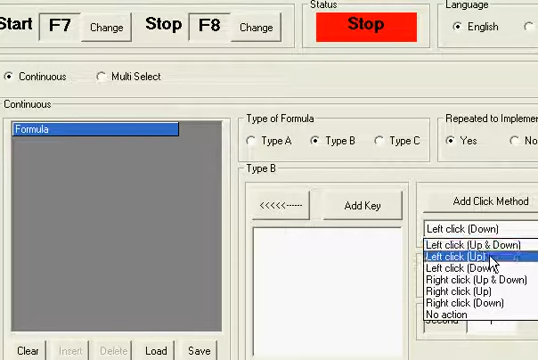 Start F7 Change Stop F8 Change
Status
Stop
Language
English
Continuous Multi Select
Continuous
Formula
Type of Formula
Type A Type B Type C
Repeated to Implemen
Yes No
Type B
<<<<<------ Add Key
Add Click Method
Left click (Down)
Left click (Up & Down)
Left click (Up)
Left click (Down)
Right click (Up & Down)
Right click (Up)
Right click (Down)
No action
Second
Clear Insert Delete Load Save